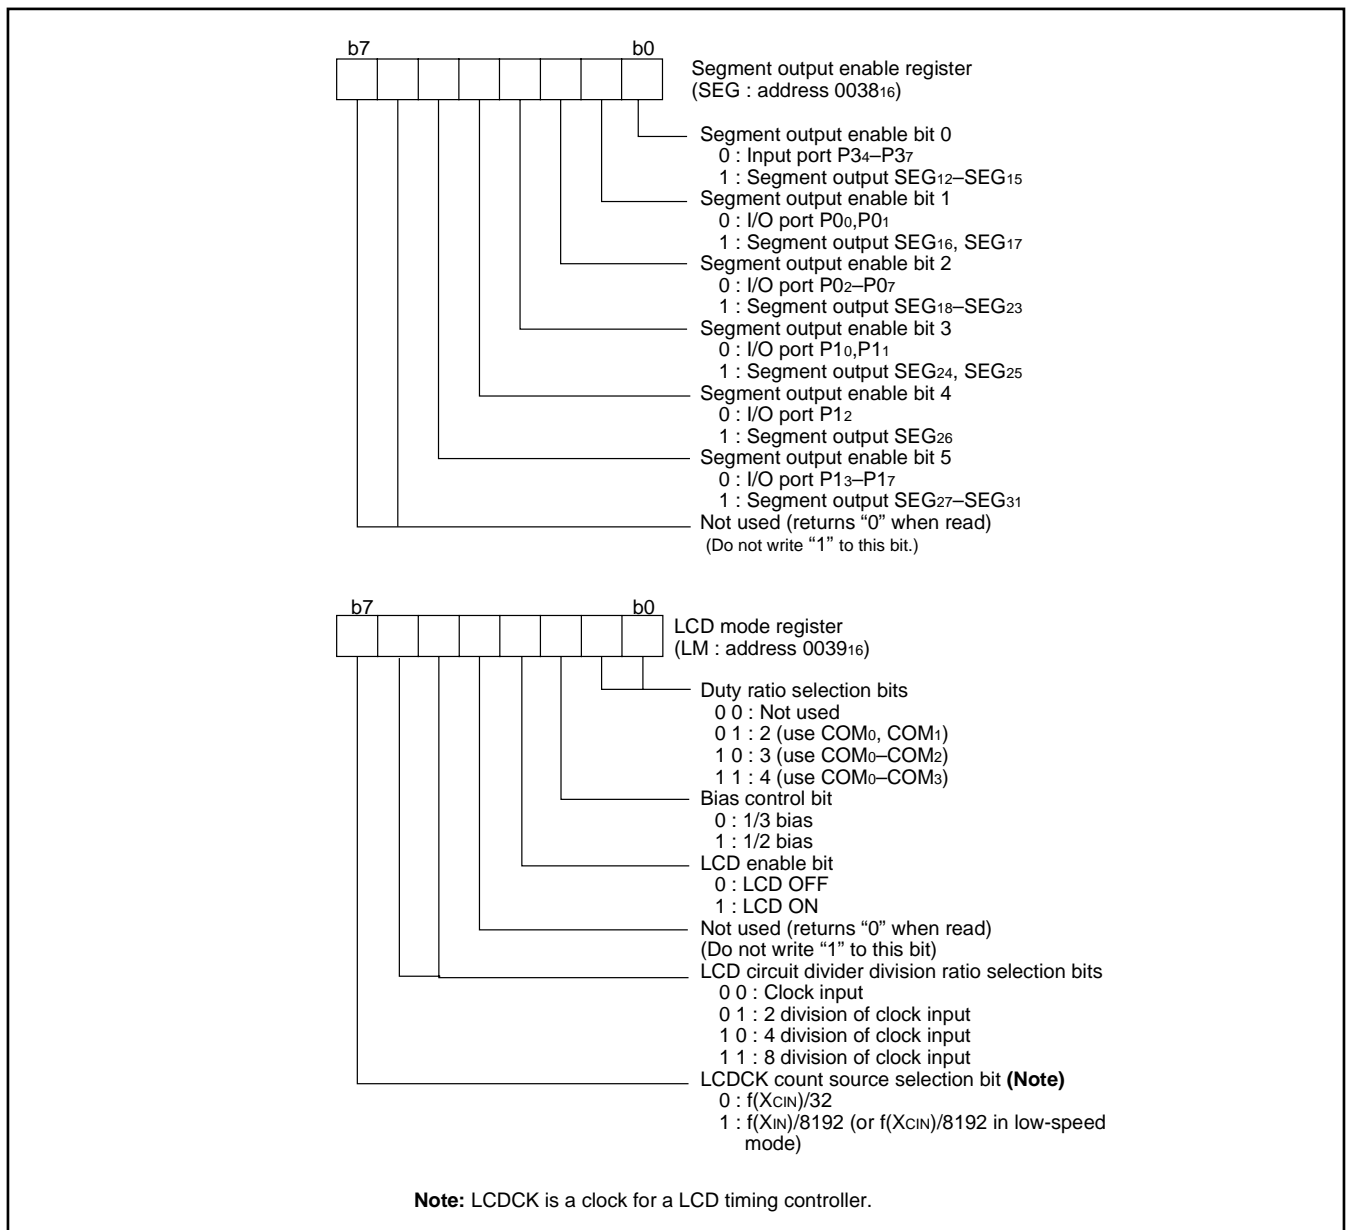 b7 b0
Segment output enable register
(SEG : address 003816)
Segment output enable bit 0
0 : Input port P34–P37
1 : Segment output SEG12–SEG15
Segment output enable bit 1
0 : I/O port P00,P01
1 : Segment output SEG16, SEG17
Segment output enable bit 2
0 : I/O port P02–P07
1 : Segment output SEG18–SEG23
Segment output enable bit 3
0 : I/O port P10,P11
1 : Segment output SEG24, SEG25
Segment output enable bit 4
0 : I/O port P12
1 : Segment output SEG26
Segment output enable bit 5
0 : I/O port P13–P17
1 : Segment output SEG27–SEG31
Not used (returns “0” when read)
(Do not write “1” to this bit.)
b7 b0
LCD mode register
(LM : address 003916)
Duty ratio selection bits
0 0 : Not used
0 1 : 2 (use COM0, COM1)
1 0 : 3 (use COM0–COM2)
1 1 : 4 (use COM0–COM3)
Bias control bit
0 : 1/3 bias
1 : 1/2 bias
LCD enable bit
0 : LCD OFF
1 : LCD ON
Not used (returns “0” when read)
(Do not write “1” to this bit)
LCD circuit divider division ratio selection bits
0 0 : Clock input
0 1 : 2 division of clock input
1 0 : 4 division of clock input
1 1 : 8 division of clock input
LCDCK count source selection bit (Note)
0 : f(XCIN)/32
1 : f(XIN)/8192 (or f(XCIN)/8192 in low-speed
mode)
Note: LCDCK is a clock for a LCD timing controller.